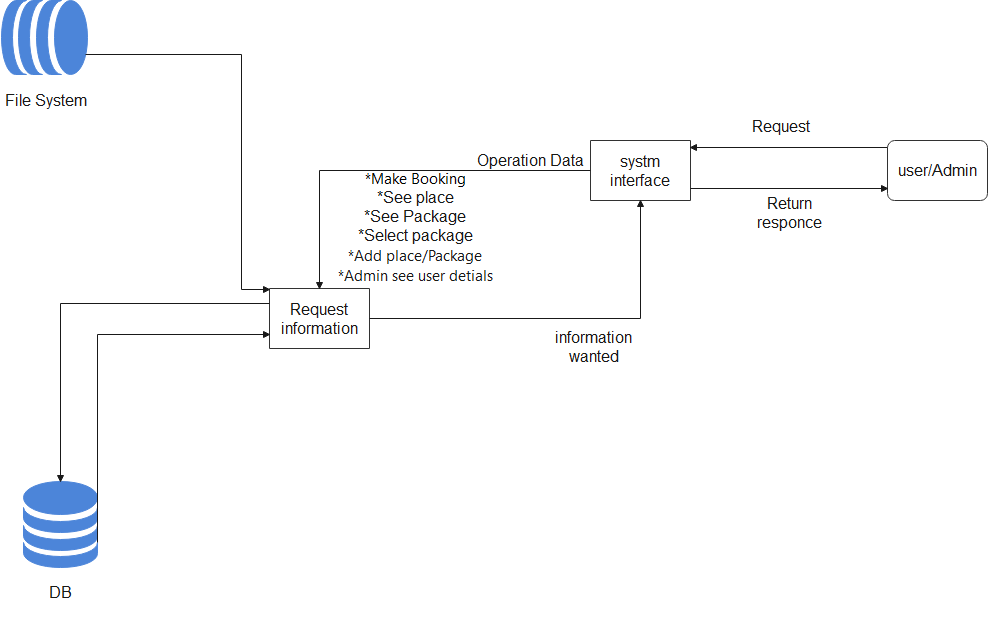 File System
Request
user/Admin
systm
interface
Return
responce
Operation Data
*Make Booking
*See place
*See Package
*Select package
*Add place/Package
*Admin see user detials
Request
information
information
wanted
DB